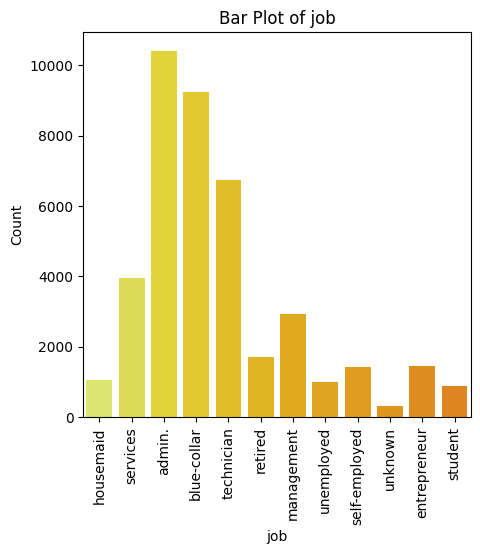 Bar Plot of job
10000
8000
6000
4000
2000
0
Count
housemaid
services
admin.
blue-collar
technician
retired
management
unemployed
self-employed
unknown
entrepreneur
student
job